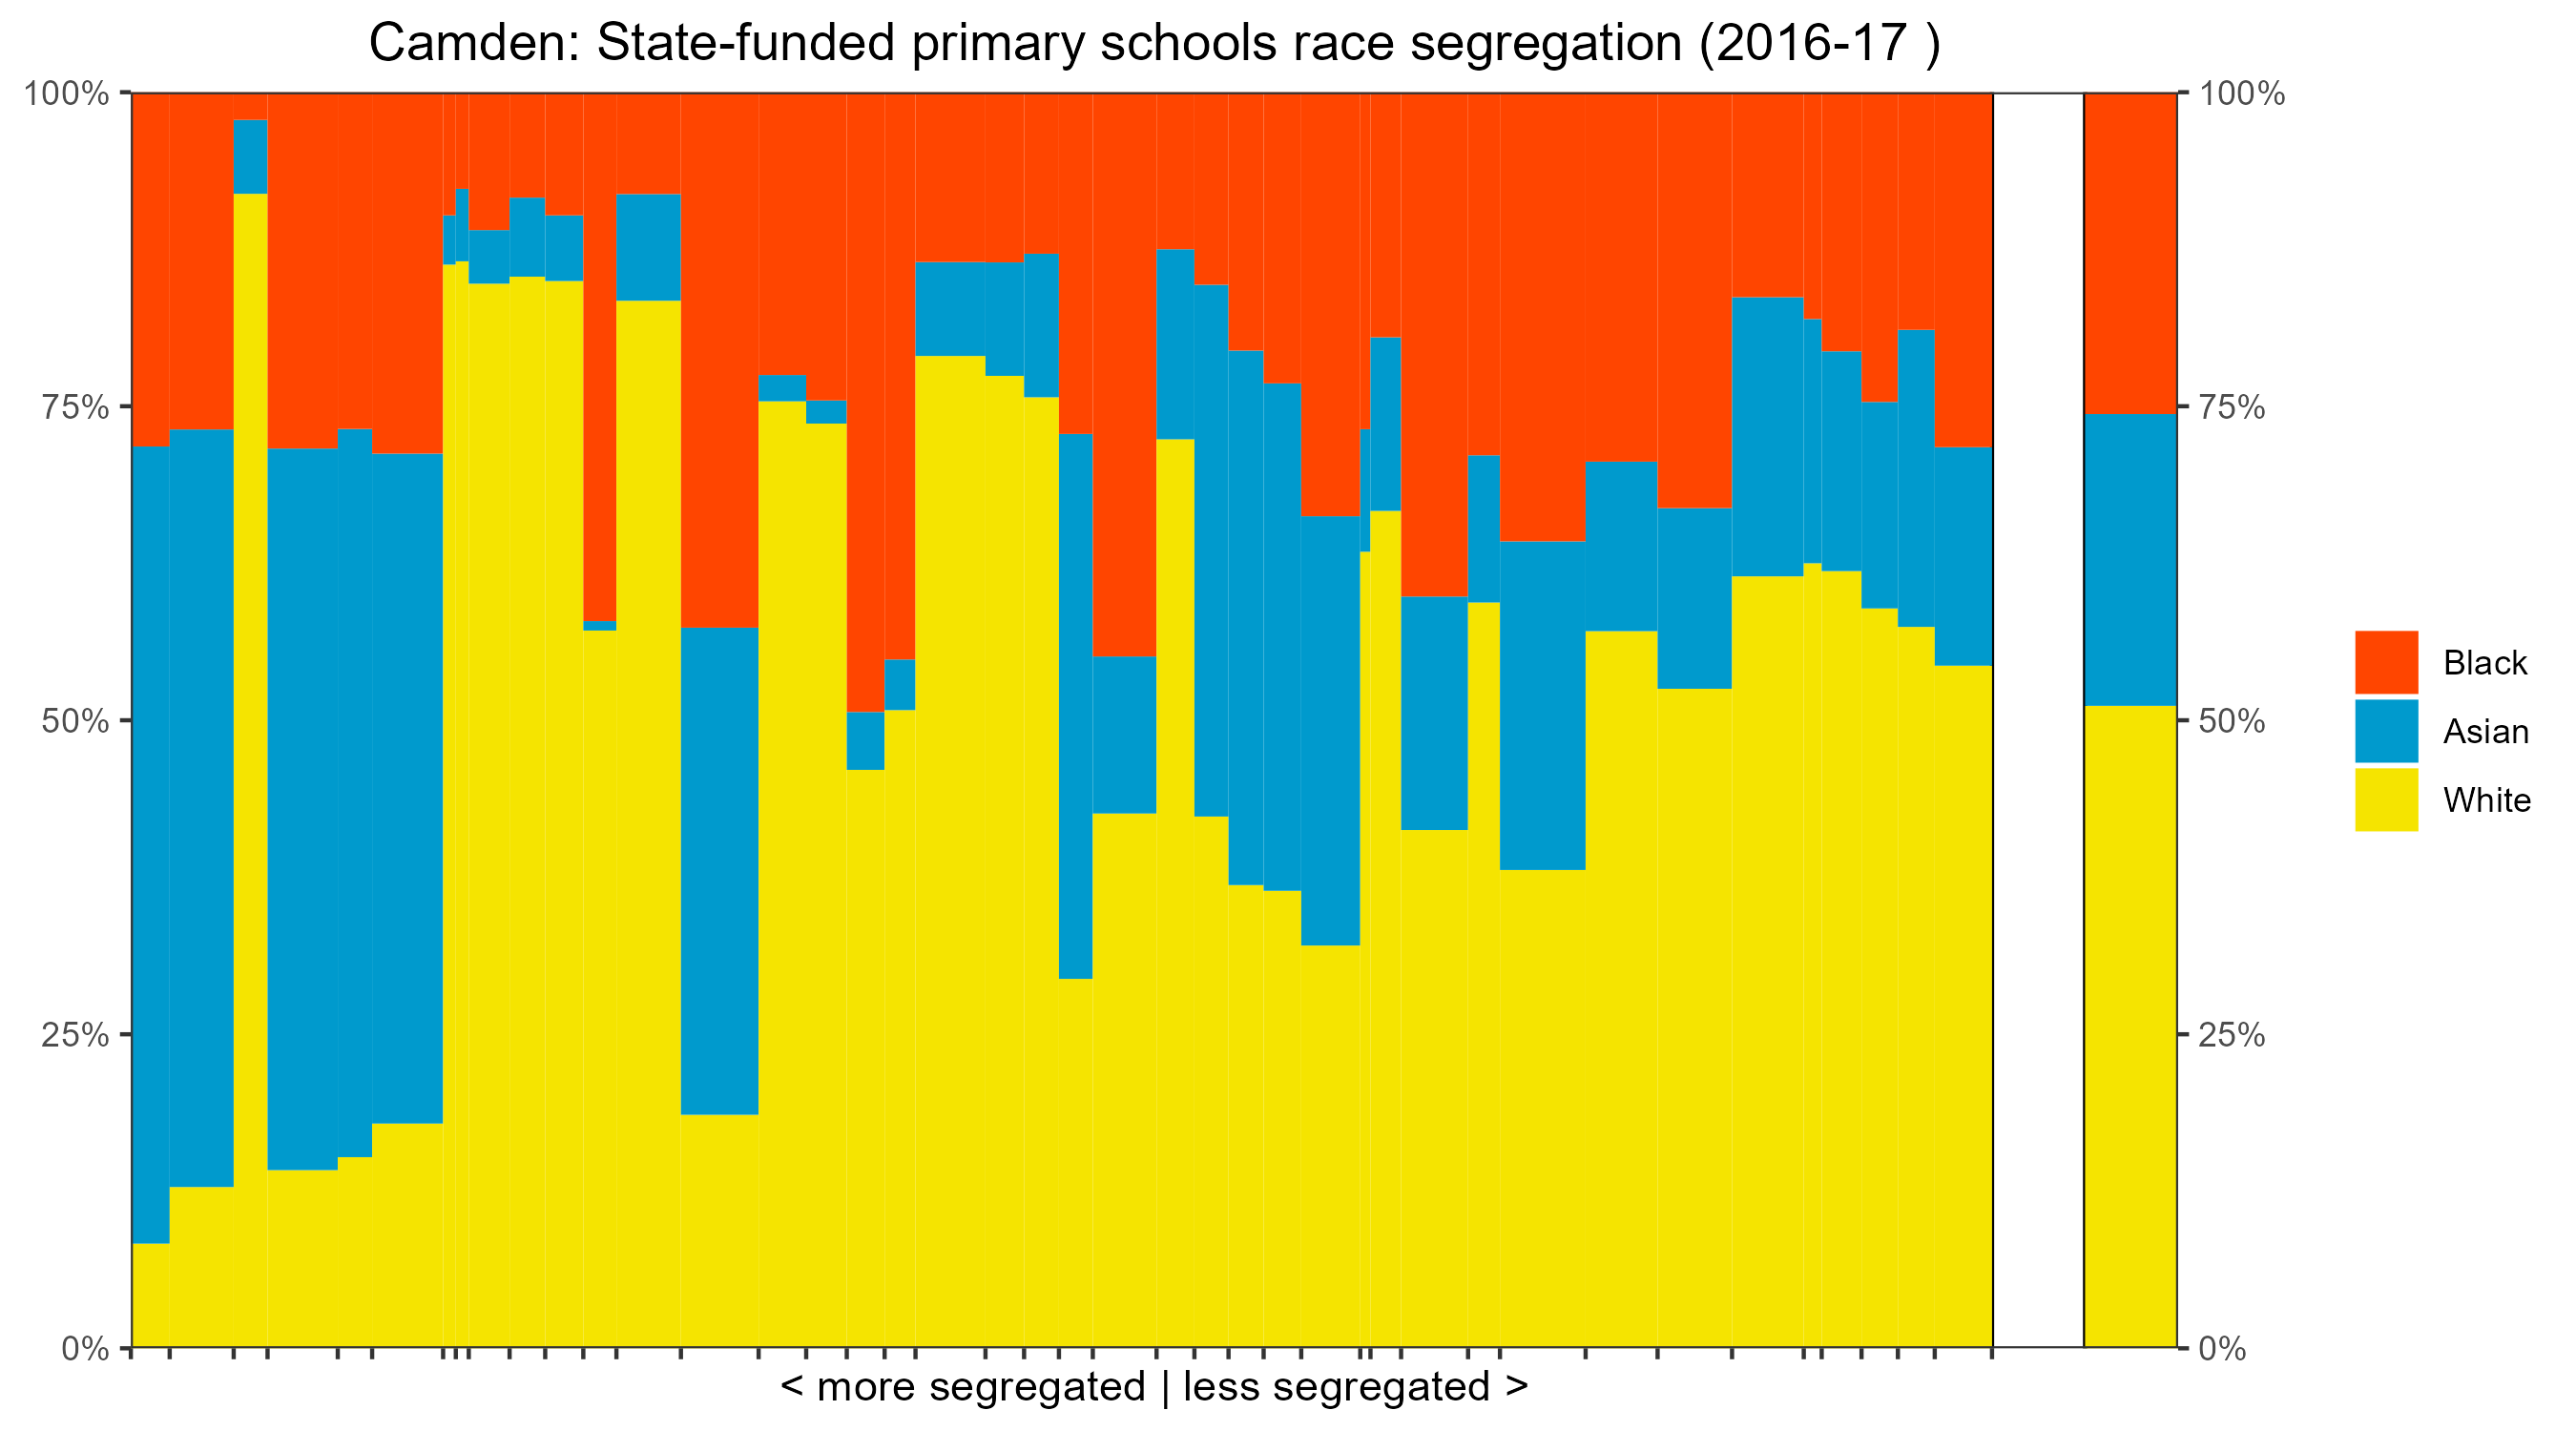 Camden: State-funded primary schools race segregation (2016-17 )
100%
75%
50%
25%
0%
100%
75%
50%
25%
0%
Black
Asian
White
< more segregated | less segregated >